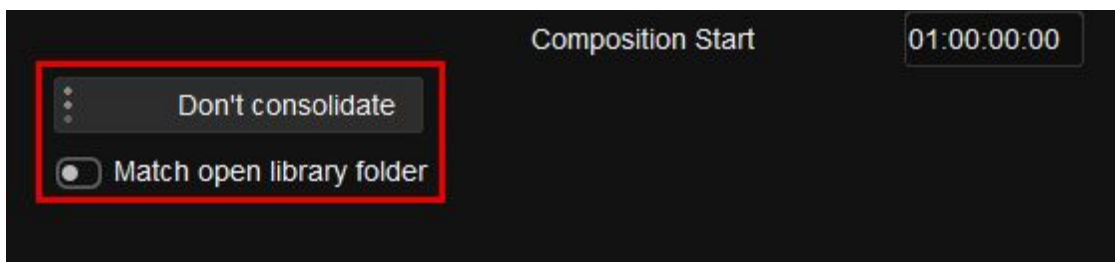 Composition Start 01:00:00:00
Don't consolidate
Match open library folder